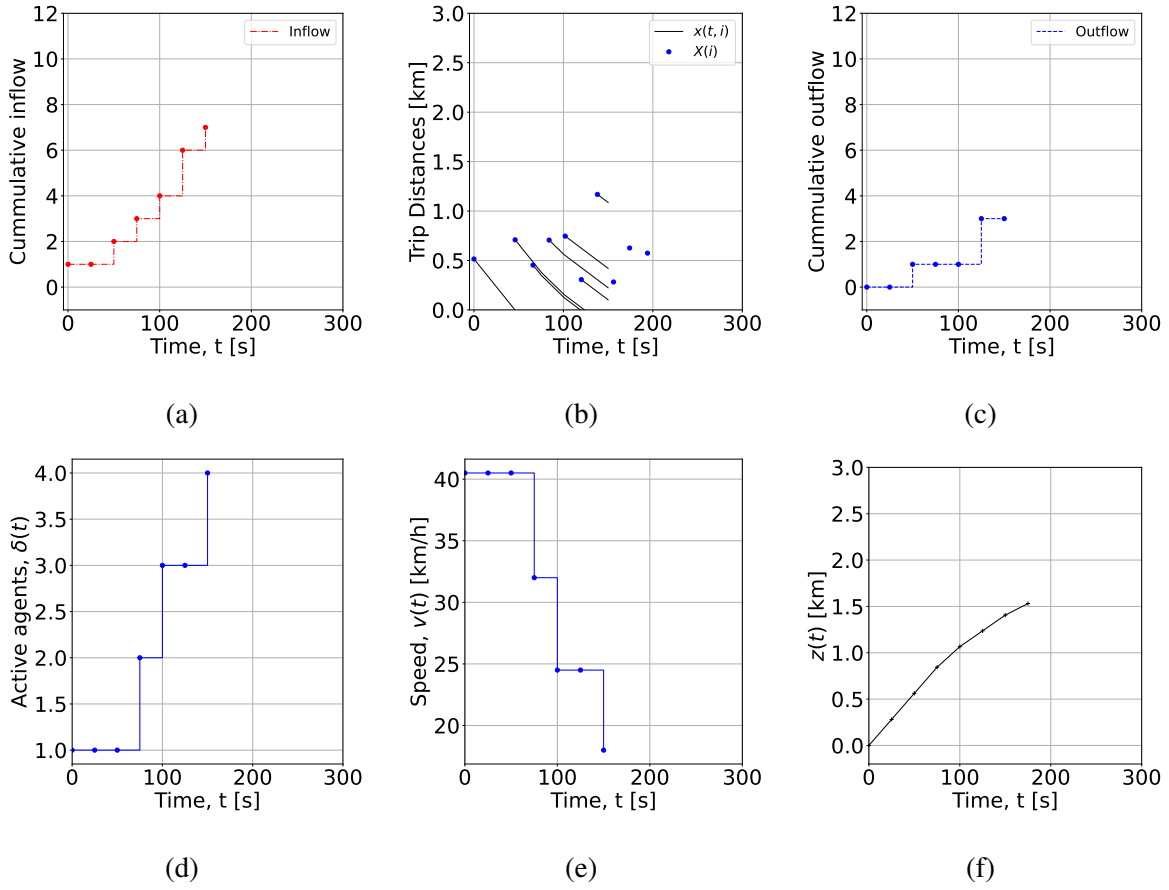 12
10
8
6
4
2
0
0
100
200
300
Cummulative inflow
Time, t [s]
Inflow
(a)
3.0
2.5
2.0
1.5
1.0
0.5
0.0
0
100
200
300
Trip Distances [km]
Time, t [s]
x(t, i)
X(i)
(b)
12
10
8
6
4
2
0
0
100
200
300
Cummulative outflow
Time, t [s]
Outflow
(c)
4.0
3.5
3.0
2.5
2.0
1.5
1.0
0
100
200
300
Active agents, δ(t)
Time, t [s]
(d)
40
35
30
25
20
0
100
200
300
Speed, v(t) [km/h]
Time, t [s]
(e)
3.0
2.5
2.0
1.5
1.0
0.5
0.0
0
100
200
300
z(t) [km]
Time, t [s]
(f)